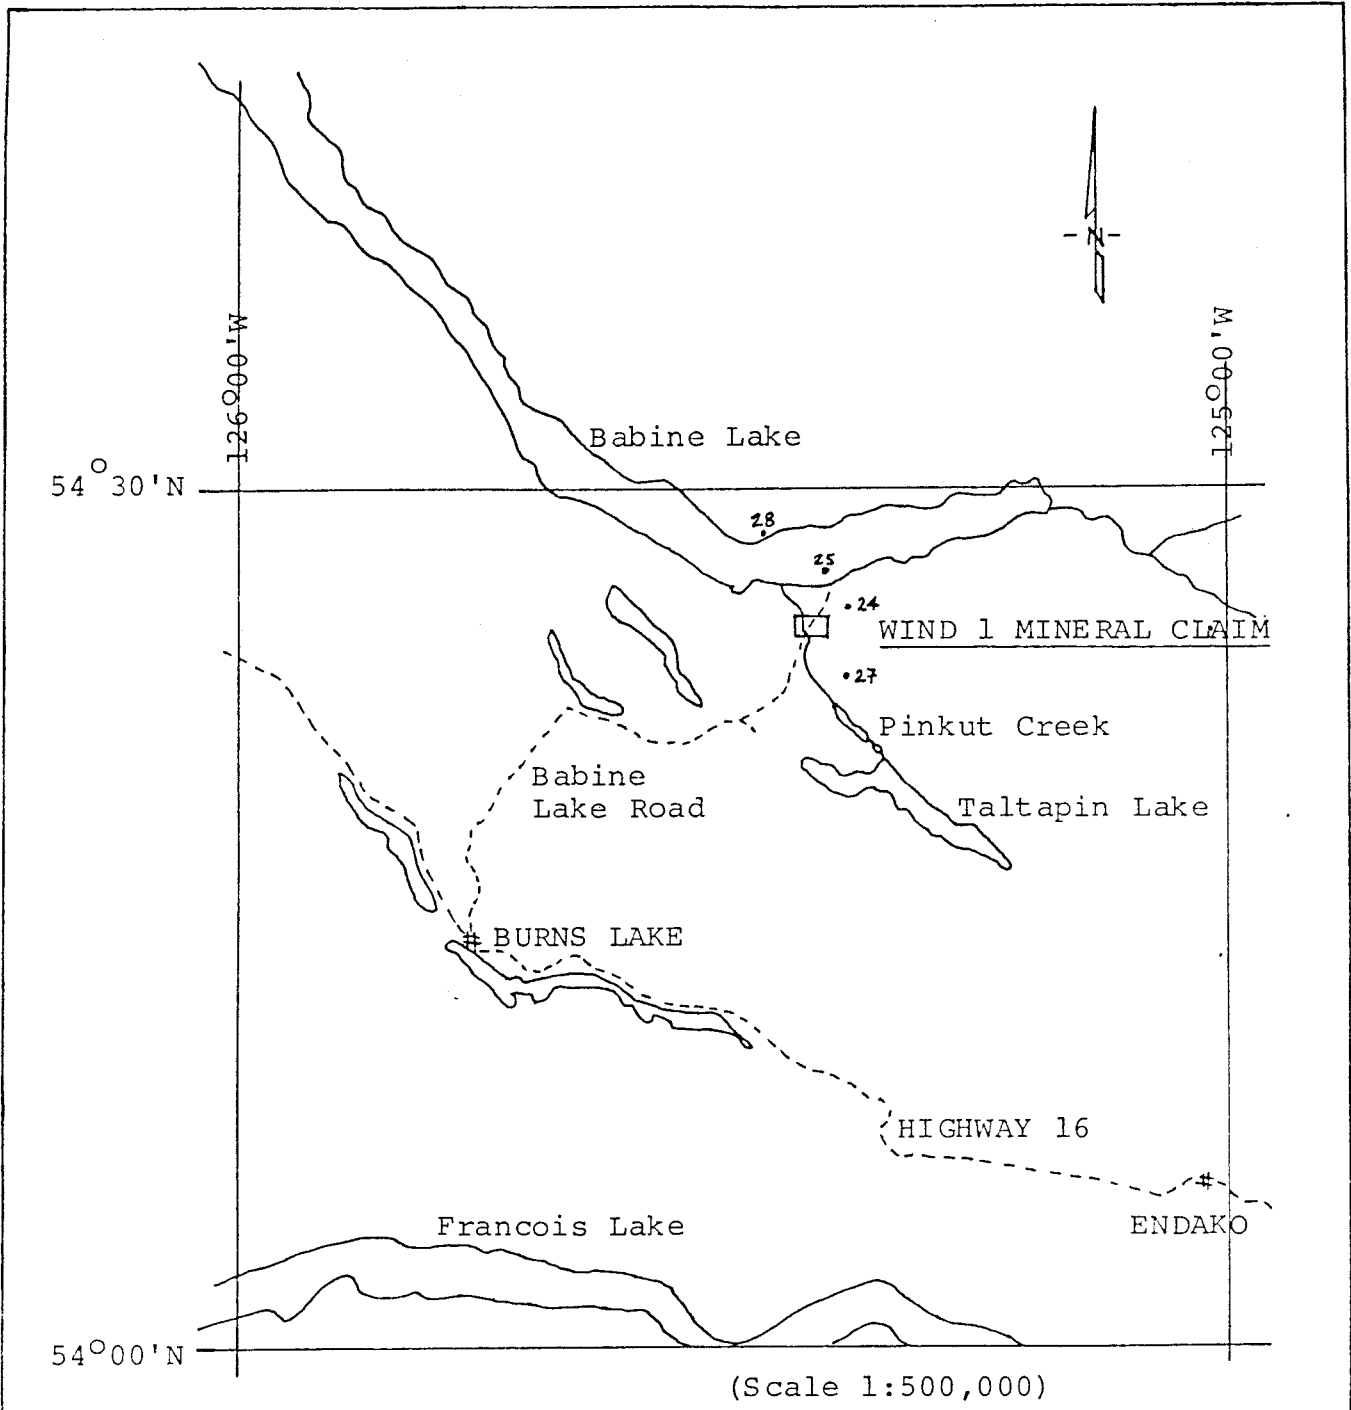 -N-
126°00'W
125°00'W
Babine Lake
54°30'N
28
25
24
WIND 1 MINERAL CLAIM
27
Pinkut Creek
Babine
Lake Road
Taltapin Lake
# BURNS LAKE
HIGHWAY 16
#
ENDAKO
Francois Lake
54°00'N
(Scale 1:500,000)